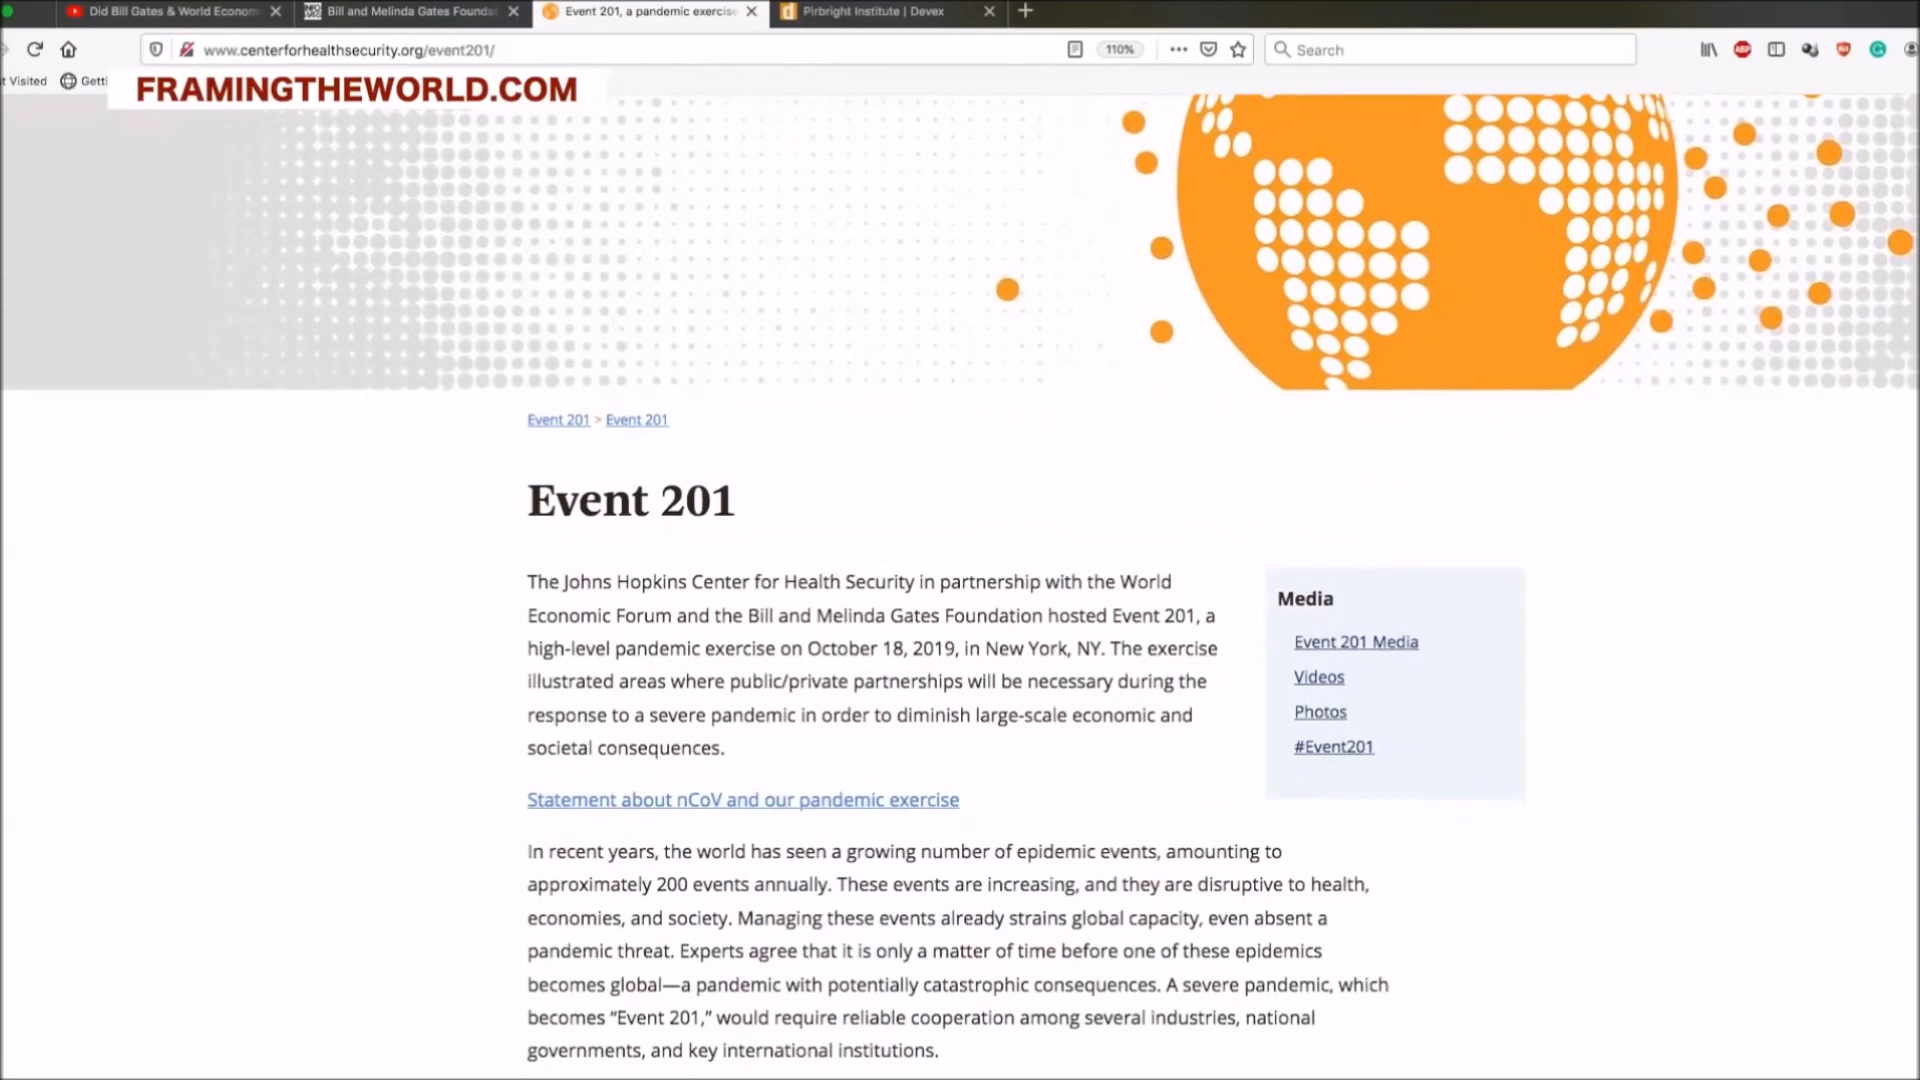 Did Bill Gates & World Econom
Bill and Melinda Gates Foundat
Event 201, a pandemic exercise
Pirbright Institute | Devex
www.centerforhealthsecurity.org/event201/
110%
Search
ABP
t Visited
Getti
FRAMINGTHEWORLD.COM
Event 201 > Event 201
Event 201
The Johns Hopkins Center for Health Security in partnership with the World
Economic Forum and the Bill and Melinda Gates Foundation hosted Event 201, a
high-level pandemic exercise on October 18, 2019, in New York, NY. The exercise
illustrated areas where public/private partnerships will be necessary during the
response to a severe pandemic in order to diminish large-scale economic and
societal consequences.
Media
Event 201 Media
Videos
Photos
#Event201
Statement about nCoV and our pandemic exercise
In recent years, the world has seen a growing number of epidemic events, amounting to
approximately 200 events annually. These events are increasing, and they are disruptive to health,
economies, and society. Managing these events already strains global capacity, even absent a
pandemic threat. Experts agree that it is only a matter of time before one of these epidemics
becomes global—a pandemic with potentially catastrophic consequences. A severe pandemic, which
becomes “Event 201,” would require reliable cooperation among several industries, national
governments, and key international institutions.